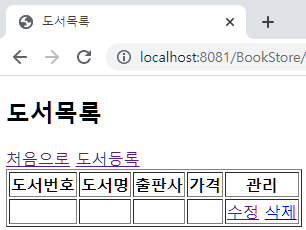 도서목록
localhost:8081/BookStore/
도서목록
처음으로 도서등록
도서번호 도서명 출판사 가격 관리
수정 삭제